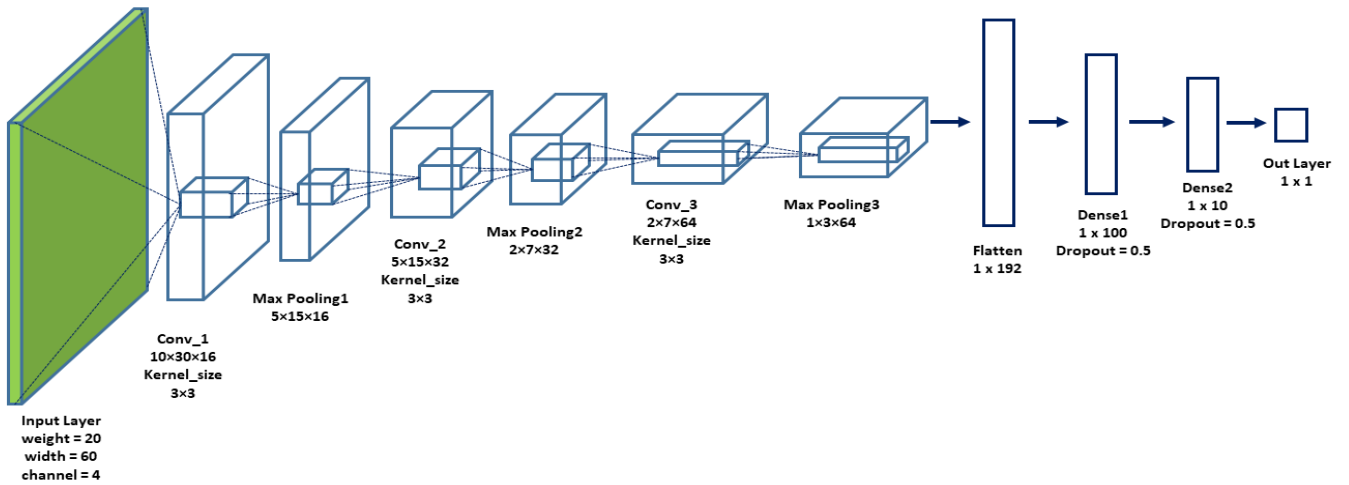 Input Layer
weight = 20
width = 60
channel = 4
Conv_1
10×30×16
Kernel_size
3×3
Max Pooling1
5×15×16
Conv_2
5×15×32
Kernel_size
3×3
Max Pooling2
2×7×32
Conv_3
2×7×64
Kernel_size
3×3
Max Pooling3
1×3×64
Flatten
1 x 192
Dense1
1 x 100
Dropout = 0.5
Dense2
1 x 10
Dropout = 0.5
Out Layer
1 x 1